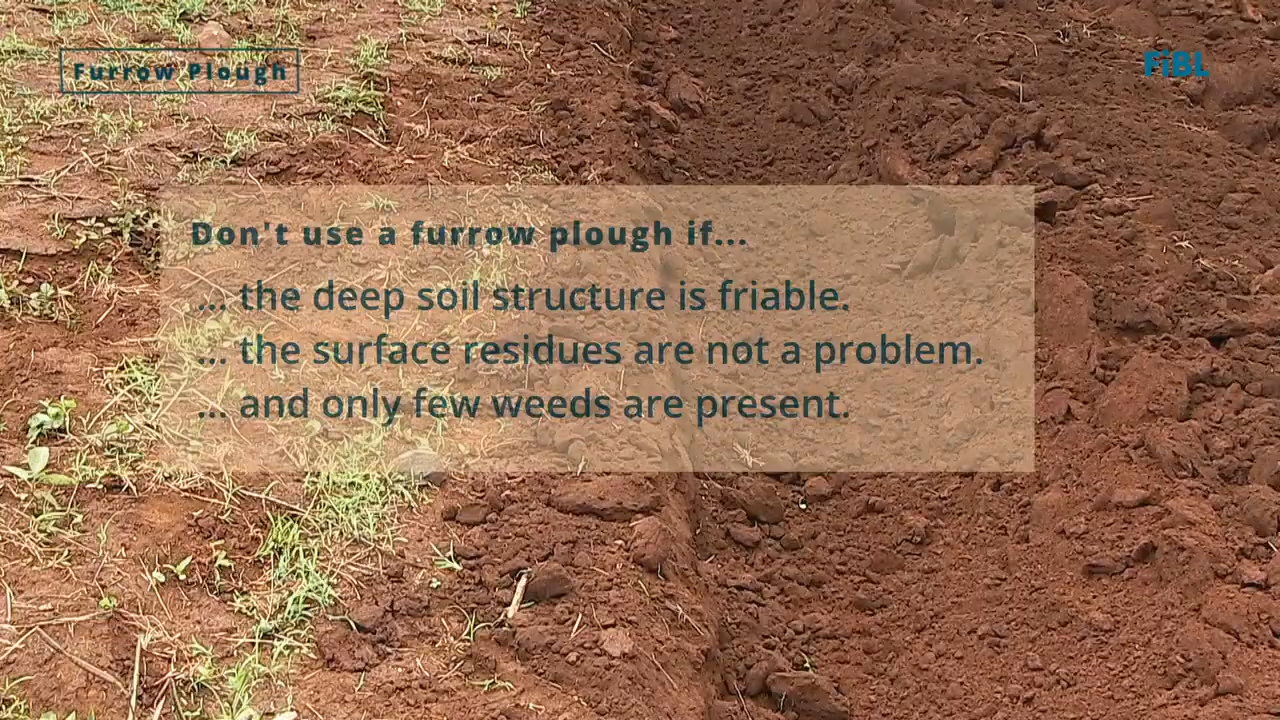 Furrow Plough
FiBL
Don't use a furrow plough if...
... the deep soil structure is friable.
... the surface residues are not a problem.
... and only few weeds are present.